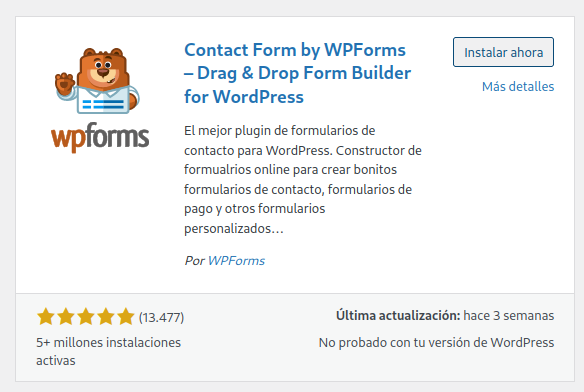 Contact Form by WPForms
– Drag & Drop Form Builder
for WordPress
Instalar ahora
Más detalles
wpforms
El mejor plugin de formularios de
contacto para WordPress. Constructor de
formualrios online para crear bonitos
formularios de contacto, formularios de
pago y otros formularios
personalizados…
Por WPForms
(13.477)
5+ millones instalaciones
activas
Última actualización: hace 3 semanas
No probado con tu versión de WordPress